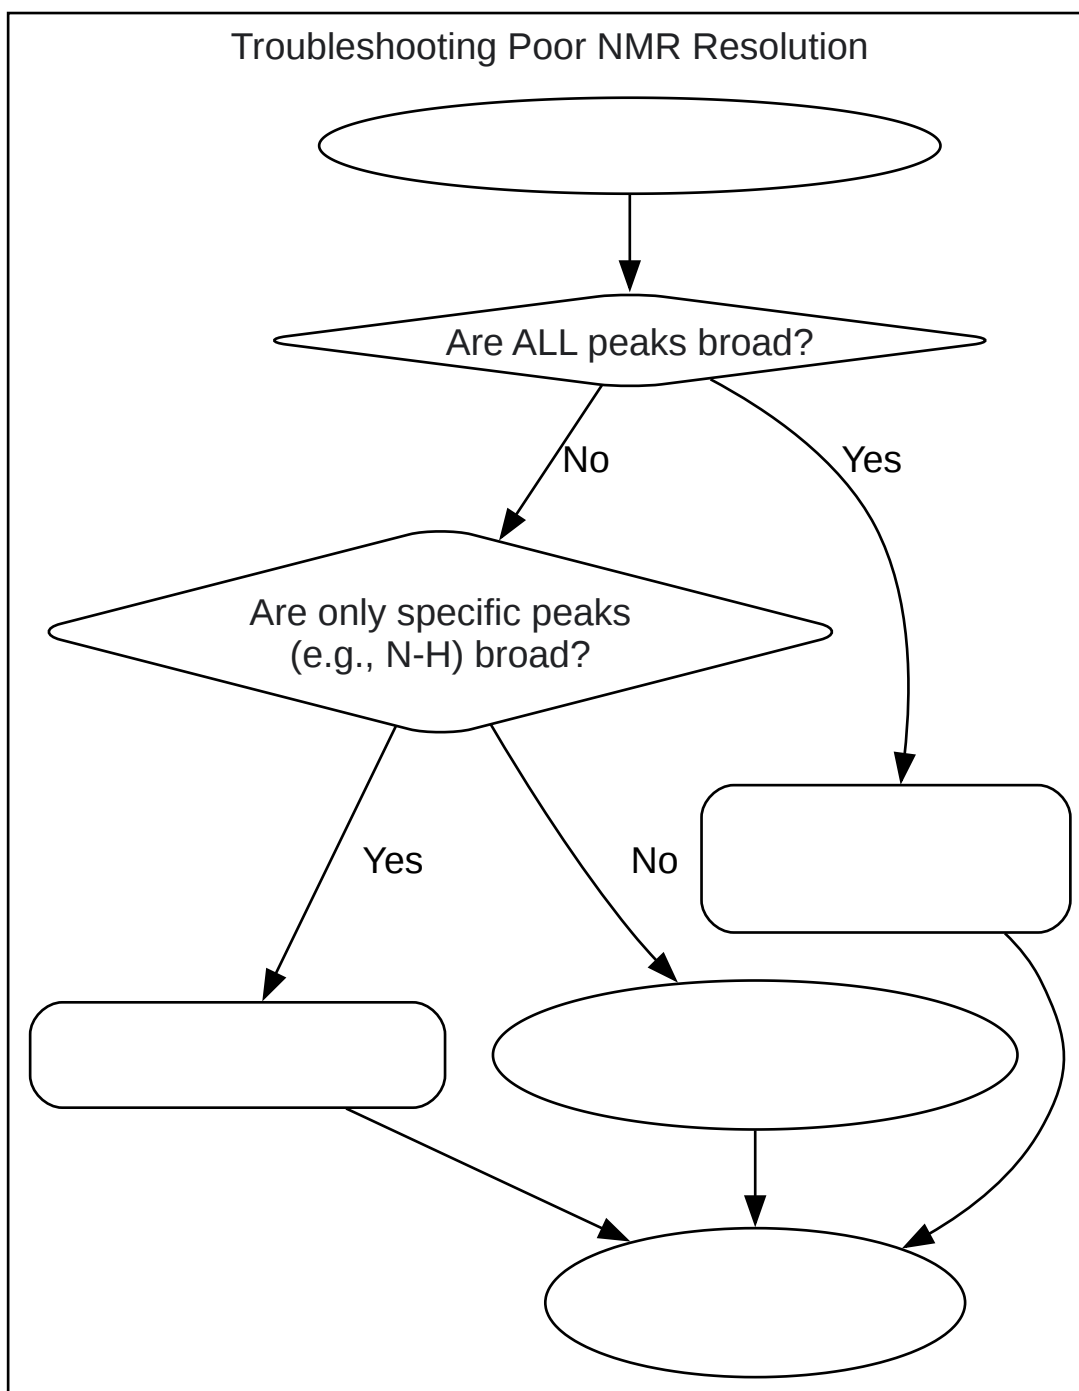 Troubleshooting Poor NMR Resolution
Are ALL peaks broad?
No
Yes
Are only specific peaks
(e.g., N-H) broad?
Yes
No